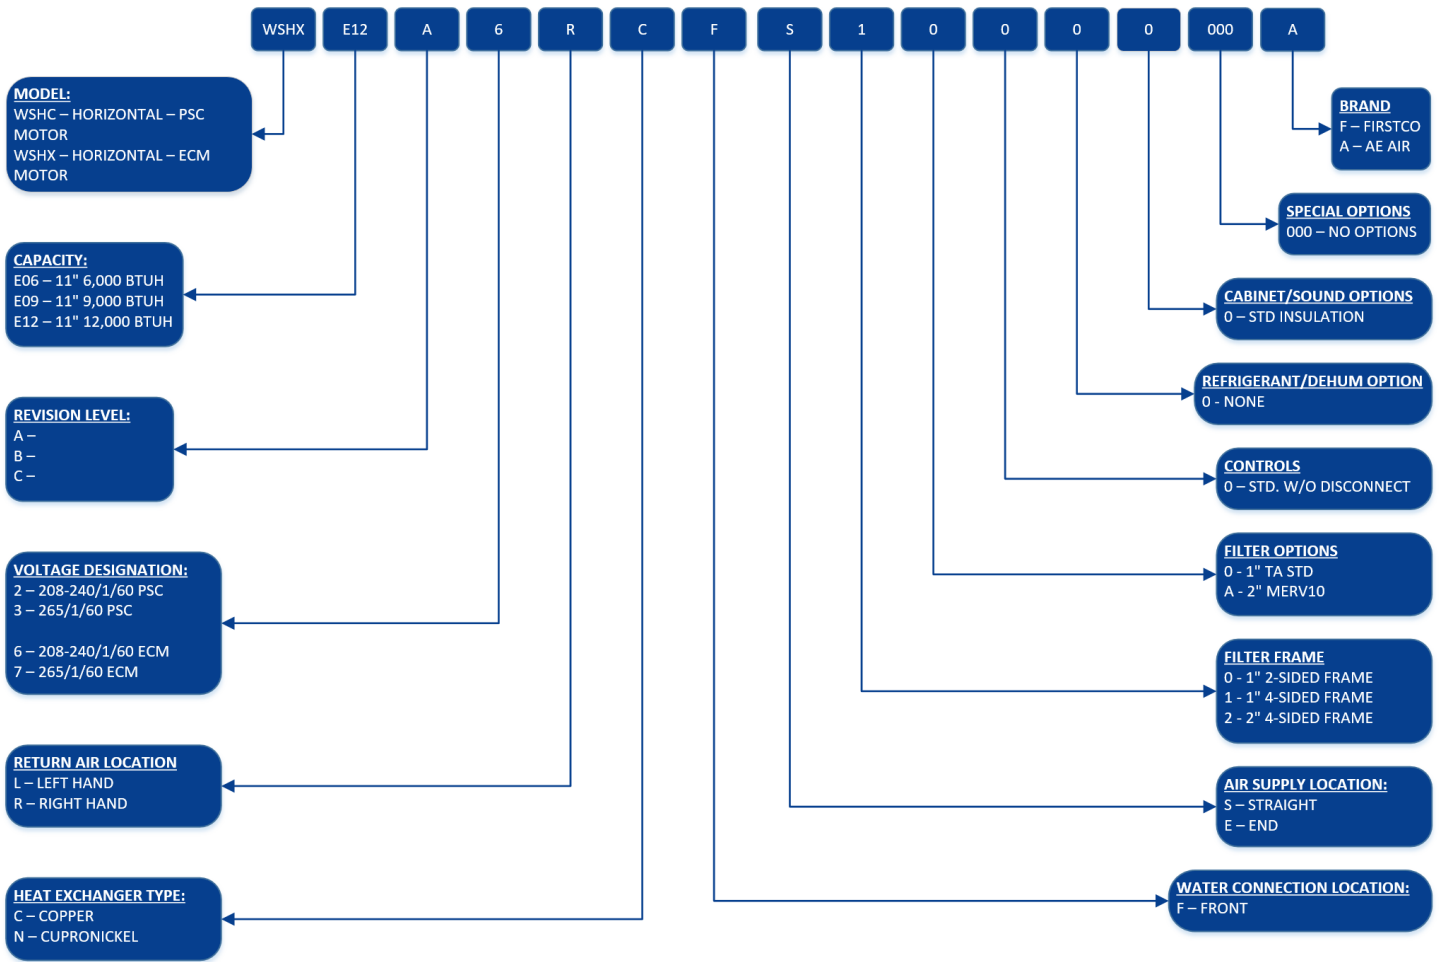 WSHX E12 A 6 R C F S 1 0 0 0 0 000 A
MODEL:
WSHC – HORIZONTAL – PSC
MOTOR
WSHX – HORIZONTAL – ECM
MOTOR
CAPACITY:
E06 – 11" 6,000 BTUH
E09 – 11" 9,000 BTUH
E12 – 11" 12,000 BTUH
REVISION LEVEL:
A –
B –
C –
VOLTAGE DESIGNATION:
2 – 208-240/1/60 PSC
3 – 265/1/60 PSC
6 – 208-240/1/60 ECM
7 – 265/1/60 ECM
RETURN AIR LOCATION
L – LEFT HAND
R – RIGHT HAND
HEAT EXCHANGER TYPE:
C – COPPER
N – CUPRONICKEL
BRAND
F – FIRSTCO
A – AE AIR
SPECIAL OPTIONS
000 – NO OPTIONS
CABINET/SOUND OPTIONS
0 – STD INSULATION
REFRIGERANT/DEHUM OPTION
0 - NONE
CONTROLS
0 – STD. W/O DISCONNECT
FILTER OPTIONS
0 - 1" TA STD
A - 2" MERV10
FILTER FRAME
0 - 1" 2-SIDED FRAME
1 - 1" 4-SIDED FRAME
2 - 2" 4-SIDED FRAME
AIR SUPPLY LOCATION:
S – STRAIGHT
E – END
WATER CONNECTION LOCATION:
F – FRONT